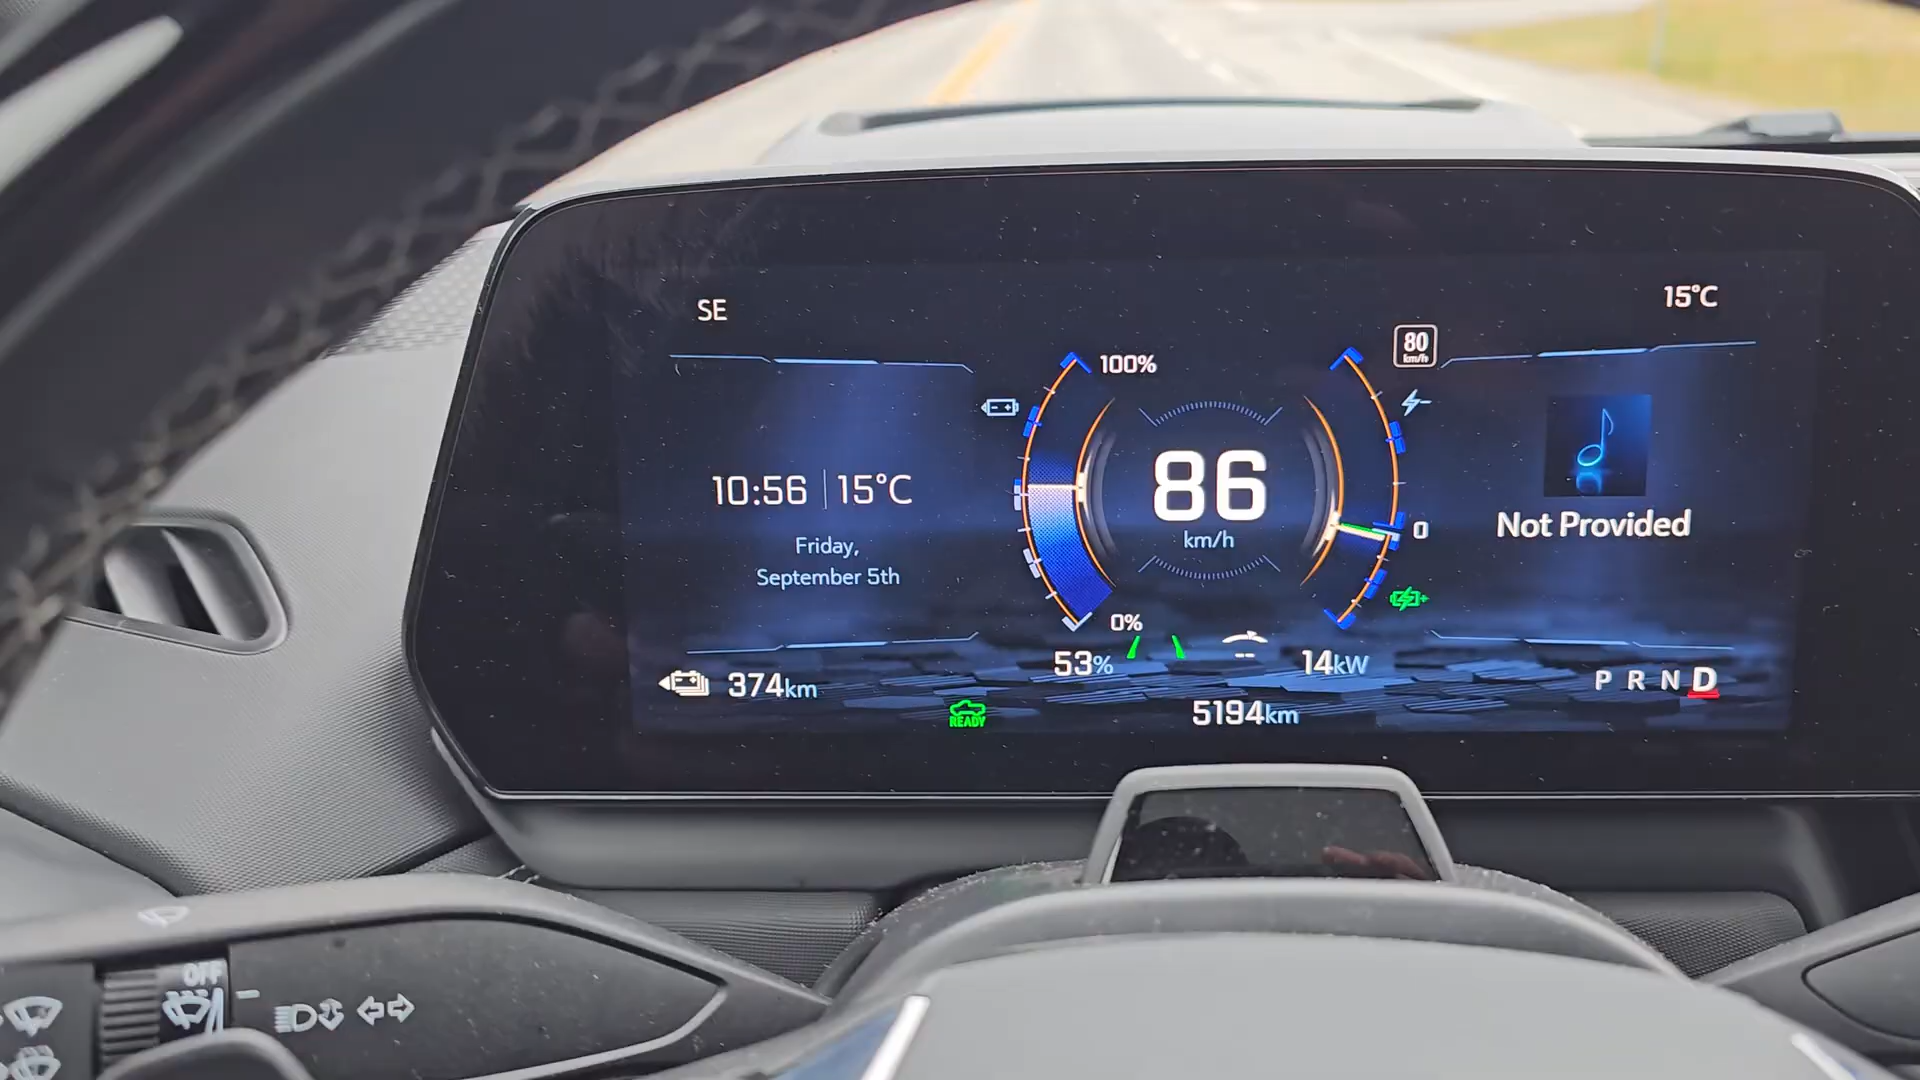 SE
15°C
80
km/h
100%
10:56 15°C
86
km/h
0
Not Provided
Friday,
September 5th
0%
53%
14kW
374km
PRND
READY
5194km
OFF